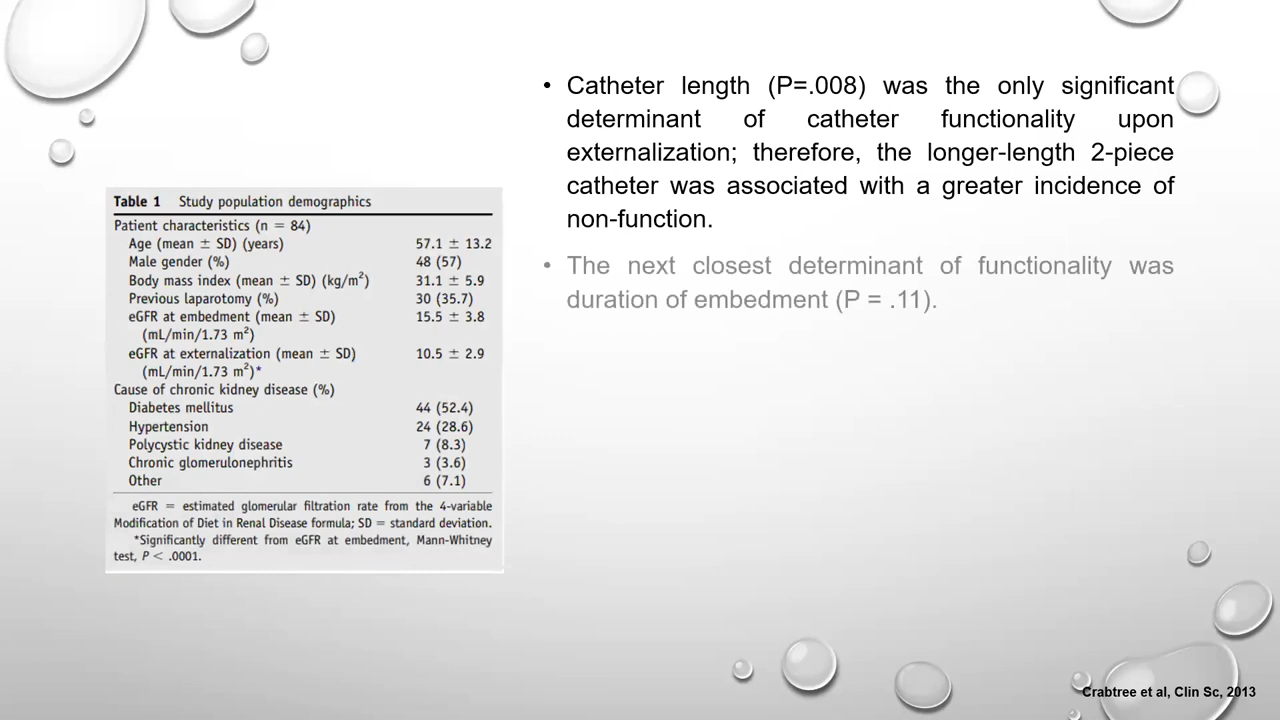 Table 1 Study population demographics
Patient characteristics (n = 84)
Age (mean ± SD) (years) 57.1 ± 13.2
Male gender (%) 48 (57)
Body mass index (mean ± SD) (kg/m²) 31.1 ± 5.9
Previous laparotomy (%) 30 (35.7)
eGFR at embedment (mean ± SD) 15.5 ± 3.8
(mL/min/1.73 m²)
eGFR at externalization (mean ± SD) 10.5 ± 2.9
(mL/min/1.73 m²)*
Cause of chronic kidney disease (%)
Diabetes mellitus 44 (52.4)
Hypertension 24 (28.6)
Polycystic kidney disease 7 (8.3)
Chronic glomerulonephritis 3 (3.6)
Other 6 (7.1)
eGFR = estimated glomerular filtration rate from the 4-variable
Modification of Diet in Renal Disease formula; SD = standard deviation.
*Significantly different from eGFR at embedment, Mann-Whitney
test, P < .0001.
• Catheter length (P=.008) was the only significant
determinant of catheter functionality upon
externalization; therefore, the longer-length 2-piece
catheter was associated with a greater incidence of
non-function.
• The next closest determinant of functionality was
duration of embedment (P = .11).
Crabtree et al, Clin Sc, 2013